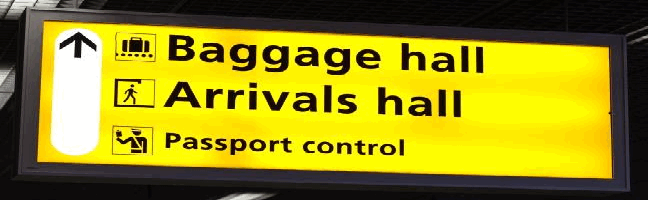 Baggage hall
Arrivals hall
Passport control